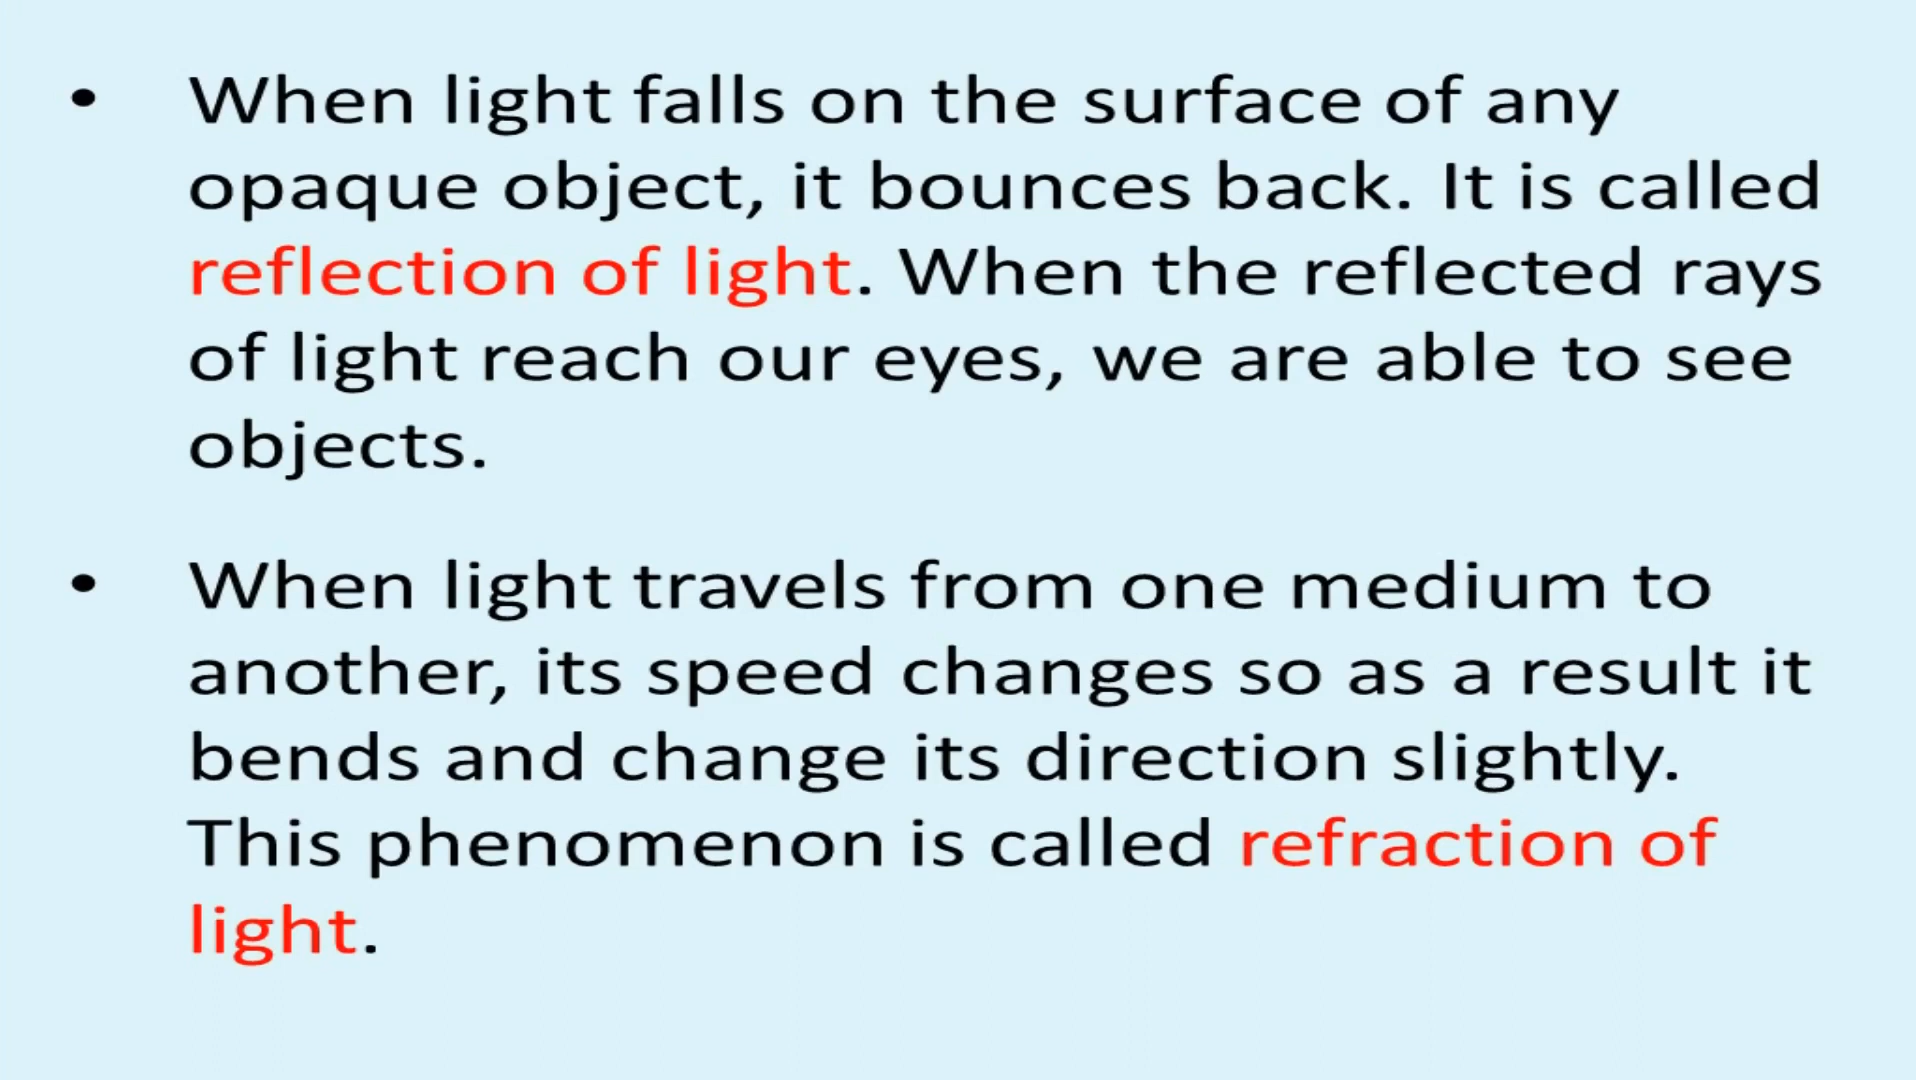 • When light falls on the surface of any
opaque object, it bounces back. It is called
reflection of light. When the reflected rays
of light reach our eyes, we are able to see
objects.
• When light travels from one medium to
another, its speed changes so as a result it
bends and change its direction slightly.
This phenomenon is called refraction of
light.